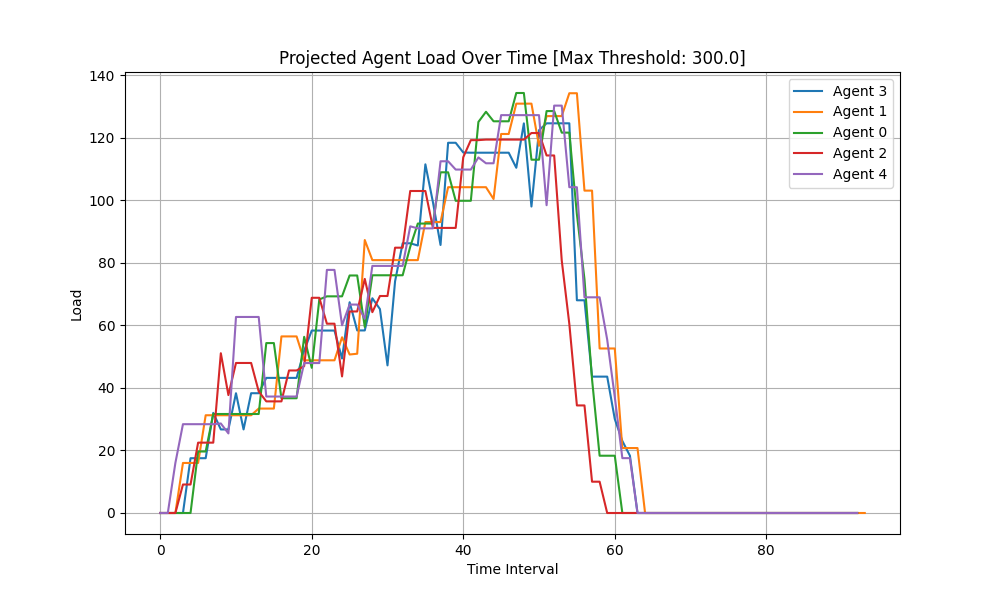 Projected Agent Load Over Time [Max Threshold: 300.0]
Load
140
120
100
80
60
40
20
0
Agent 3
Agent 1
Agent 0
Agent 2
Agent 4
0 20 40 60 80
Time Interval